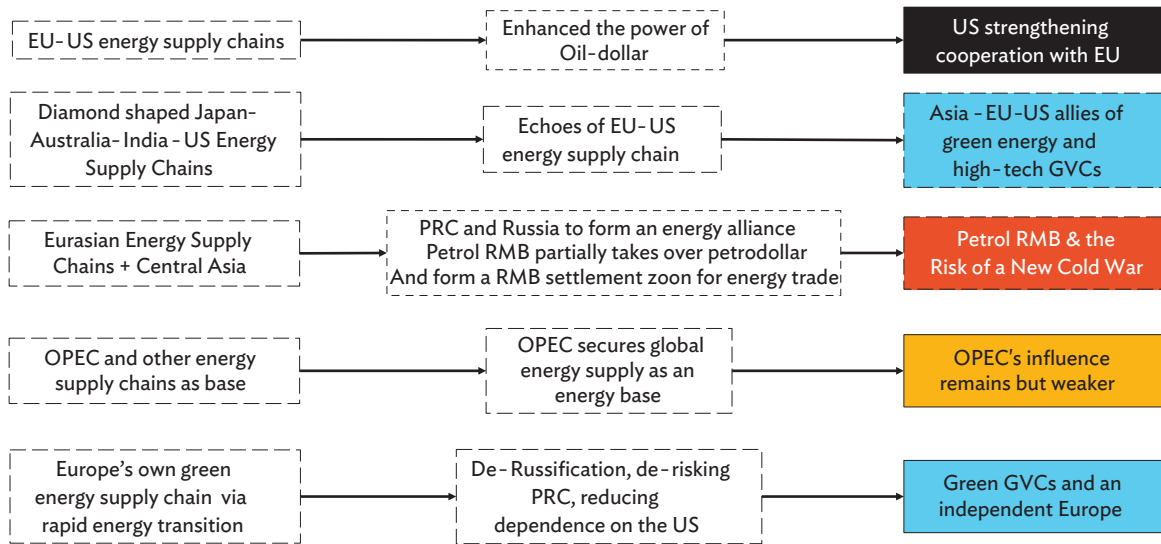 EU-US energy supply chains
Enhanced the power of
Oil-dollar
US strengthening
cooperation with EU
Diamond shaped Japan-
Australia-India-US Energy
Supply Chains
Echoes of EU-US
energy supply chain
Asia -EU-US allies of
green energy and
high-tech GVCs
Eurasian Energy Supply
Chains + Central Asia
PRC and Russia to form an energy alliance
Petrol RMB partially takes over petrodollar
And form a RMB settlement zoon for energy trade
Petrol RMB & the
Risk of a New Cold War
OPEC and other energy
supply chains as base
OPEC secures global
energy supply as an
energy base
OPEC's influence
remains but weaker
Europe's own green
energy supply chain via
rapid energy transition
De-Russification, de-risking
PRC, reducing
dependence on the US
Green GVCs and an
independent Europe